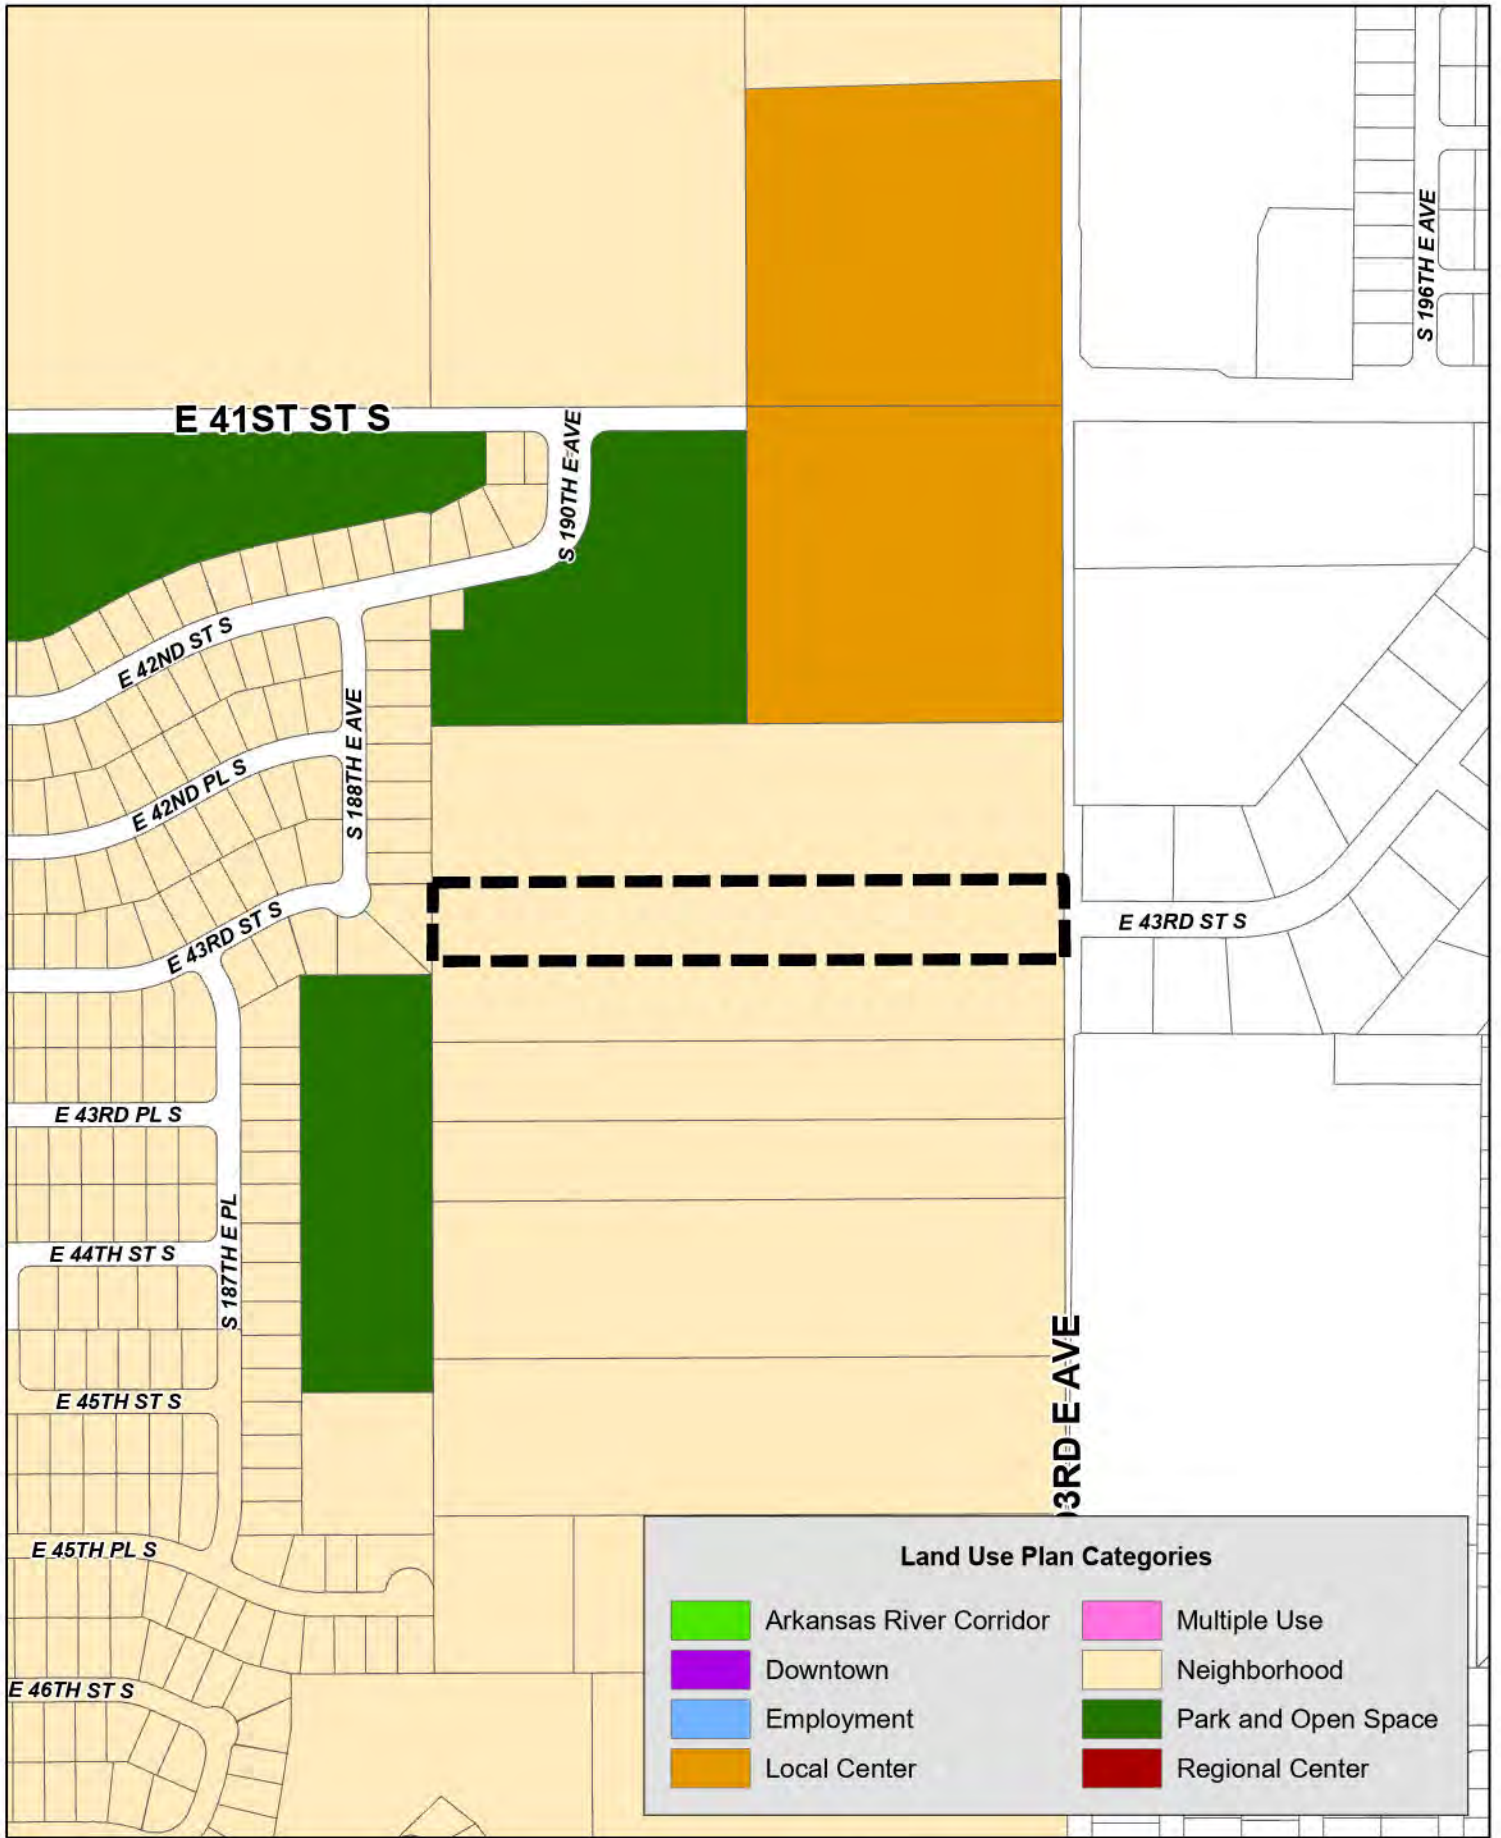 S 196TH E AVE
E 41ST ST S
S 190TH E AVE
E 42ND ST S
S 188TH E AVE
E 42ND PL S
E 43RD ST S
E 43RD ST S
E 43RD PL S
S 187TH E PL
E 44TH ST S
3RD E AVE
E 45TH ST S
E 45TH PL S
E 46TH ST S
Land Use Plan Categories
Arkansas River Corridor
Multiple Use
Downtown
Neighborhood
Employment
Park and Open Space
Local Center
Regional Center